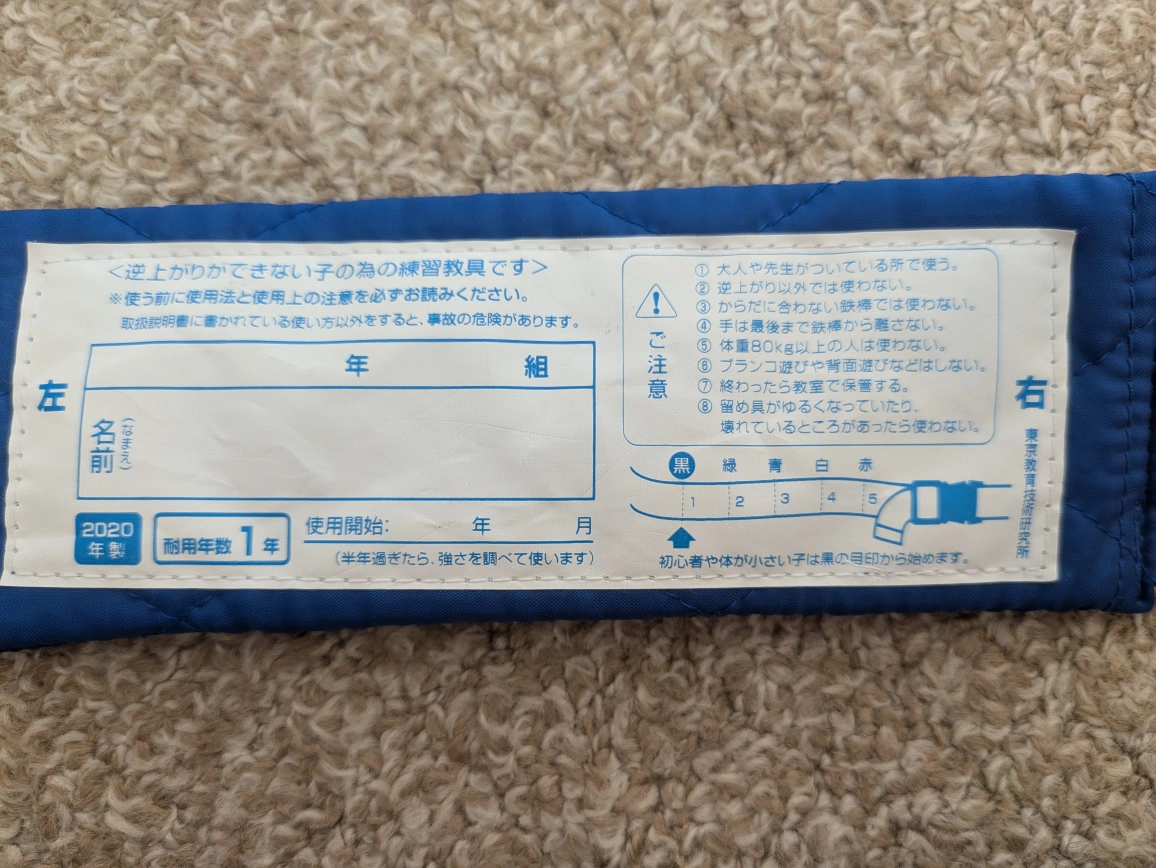 <逆上がりができない子の為の練習教具です>
※使う前に使用法と使用上の注意を必ずお読みください。
取扱説明書に書かれている使い方以外をすると、事故の危険があります。
左
年 組
名前
(なまえ)
2020
年製
耐用年数1年
使用開始: 年 月
(半年過ぎたら、強さを調べて使います)
ご注意
① 大人や先生がついている所で使う。
② 逆上がり以外では使わない。
③ からだに合わない鉄棒では使わない。
④ 手は最後まで鉄棒から離さない。
⑤ 体重80kg以上の人は使わない。
⑥ ブランコ遊びや背面遊びなどはしない。
⑦ 終わったら教室で保管する。
⑧ 留め具がゆるくなっていたり、
壊れているところがあったら使わない。
黒 緑 青 白 赤
1 2 3 4 5
初心者や体が小さい子は黒の目印から始めます。
右
東京教育技術研究所